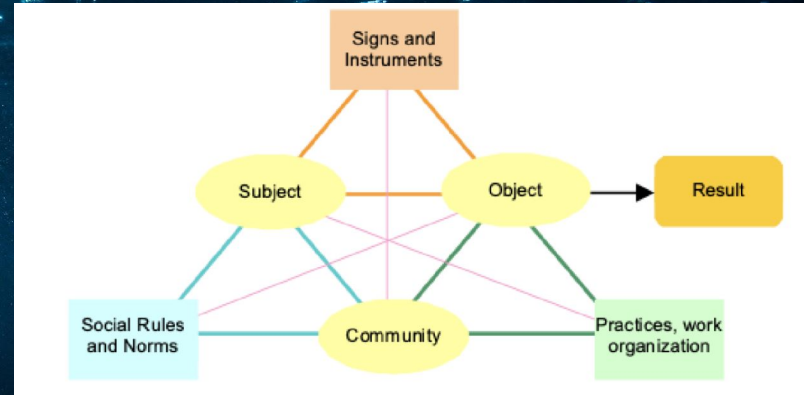 Signs and
Instruments
Subject
Object
Result
Social Rules
and Norms
Community
Practices, work
organization